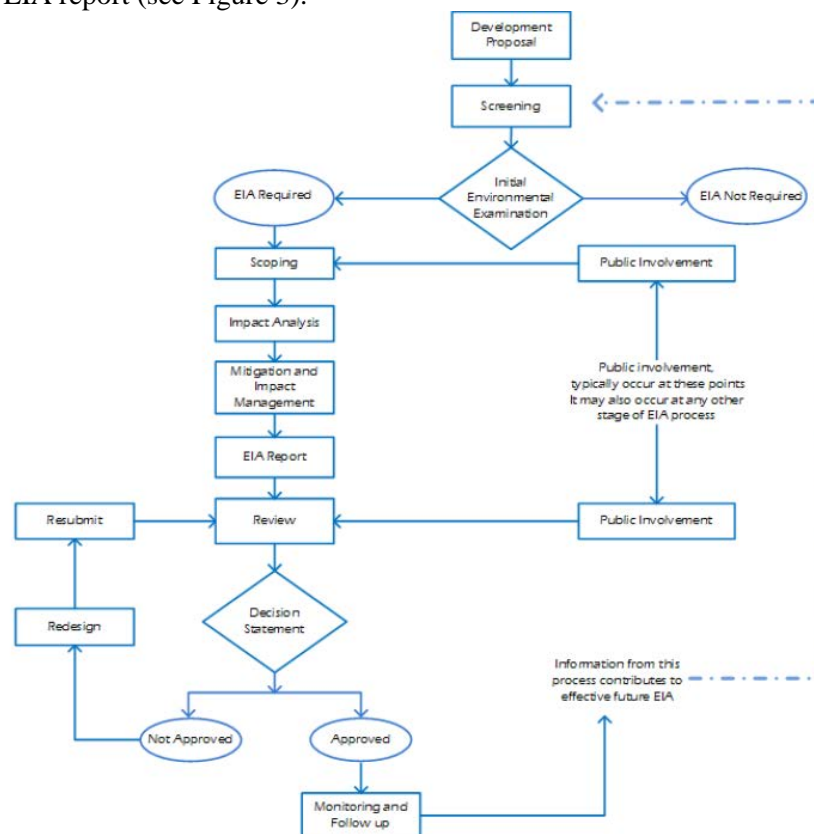 EIA report (see Figure 3).
Development
Proposal
Screening
Initial
Environmental
Examination
EIA Required
EIA Not Required
Scoping
Public Involvement
Impact Analysis
Mitigation and
Impact
Management
Public involvement,
typically occur at these points
It may also occur at any other
stage of EIA process
EIA Report
Resubmit
Review
Public Involvement
Redesign
Decision
Statement
Information from this
process contributes to
effective future EIA
Not Approved
Approved
Monitoring and
Follow up